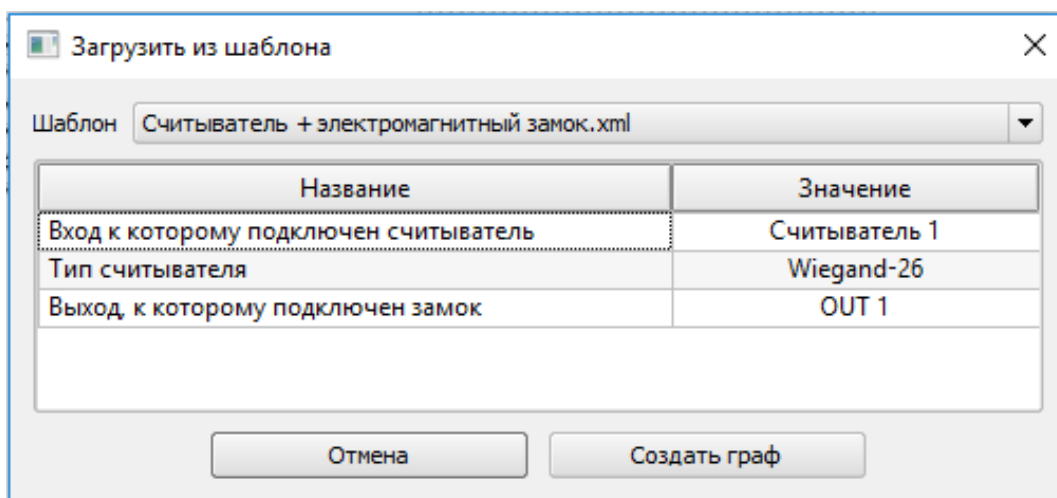 Загрузить из шаблона
Шаблон Считыватель + электромагнитный замок.xml
Название Значение
Вход к которому подключен считыватель Считыватель 1
Тип считывателя Wiegand-26
Выход, к которому подключен замок OUT 1
Отмена Создать граф